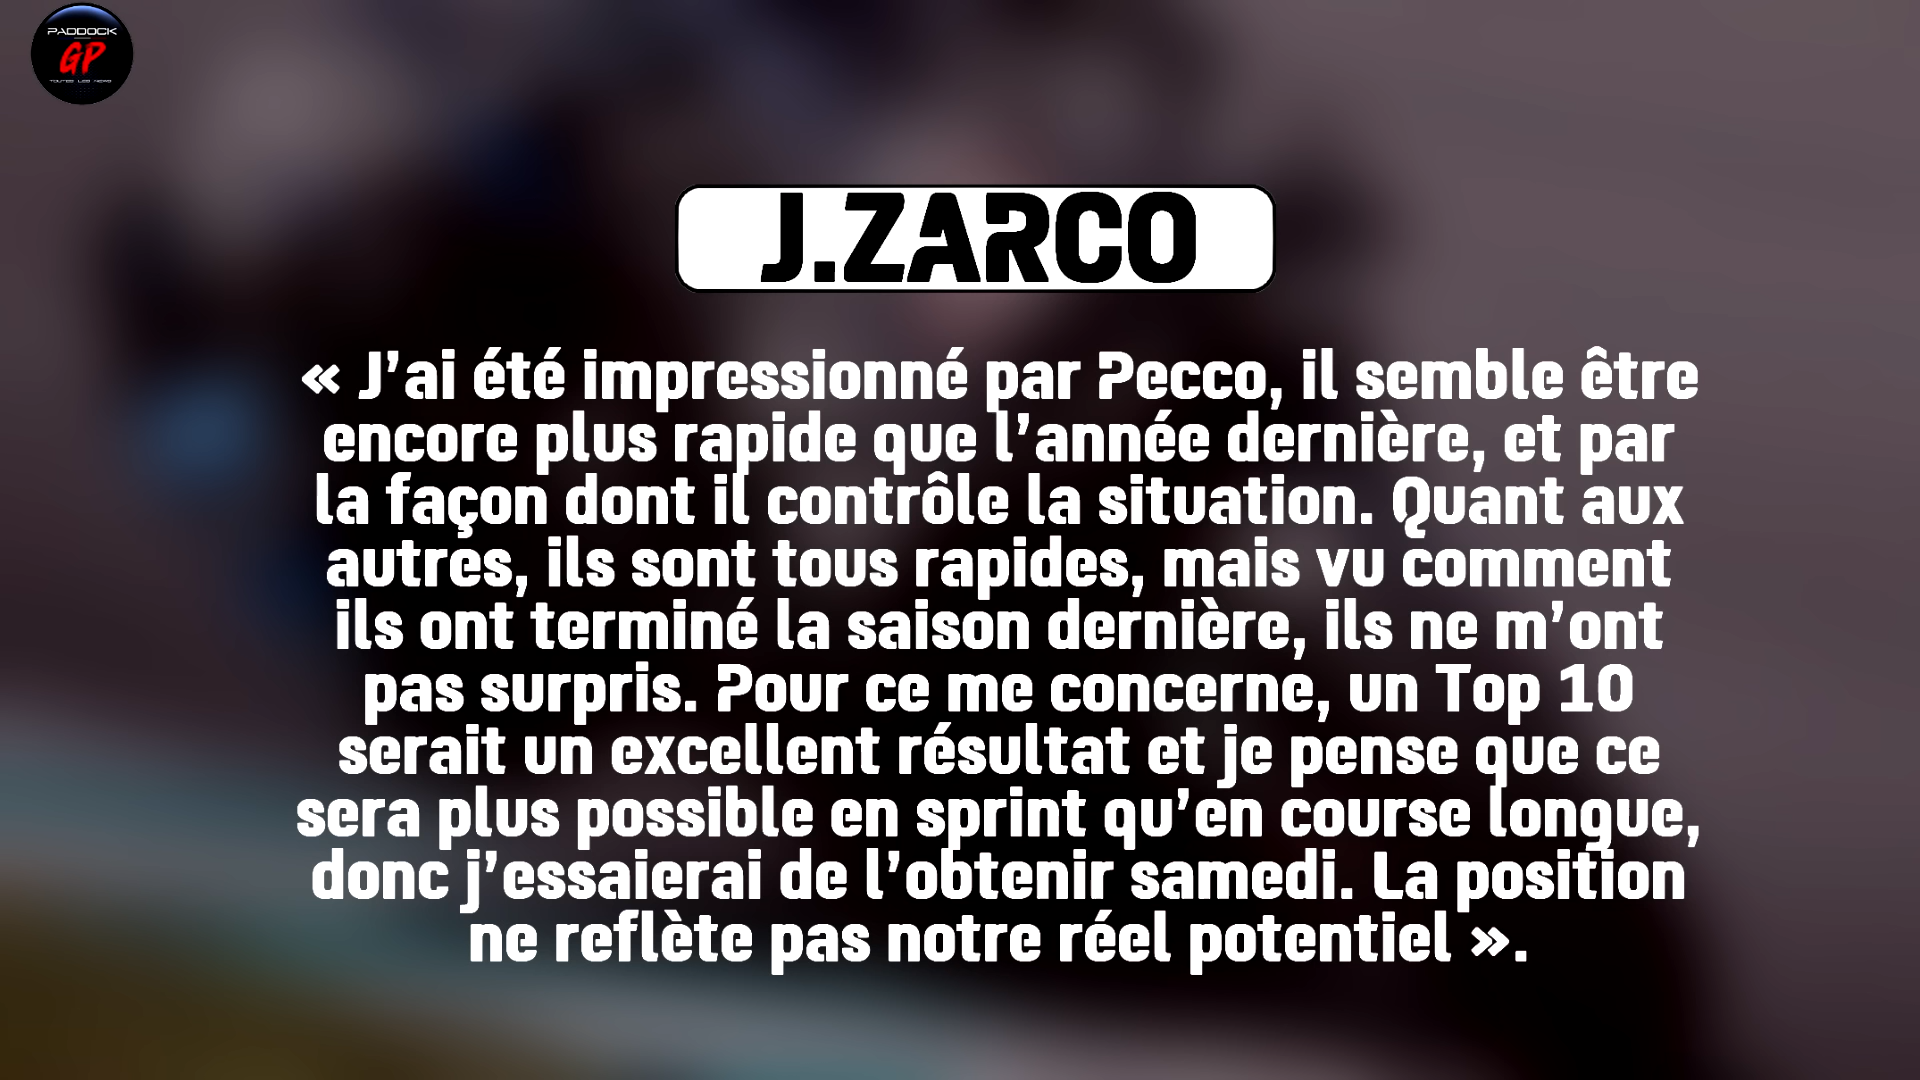 PADDOCK
GP
TOUTES LES NEWS
J.ZARCO
« J’ai été impressionné par Pecco, il semble être
encore plus rapide que l’année dernière, et par
la façon dont il contrôle la situation. Quant aux
autres, ils sont tous rapides, mais vu comment
ils ont terminé la saison dernière, ils ne m’ont
pas surpris. Pour ce me concerne, un Top 10
serait un excellent résultat et je pense que ce
sera plus possible en sprint qu’en course longue,
donc j’essaierai de l’obtenir samedi. La position
ne reflète pas notre réel potentiel ».